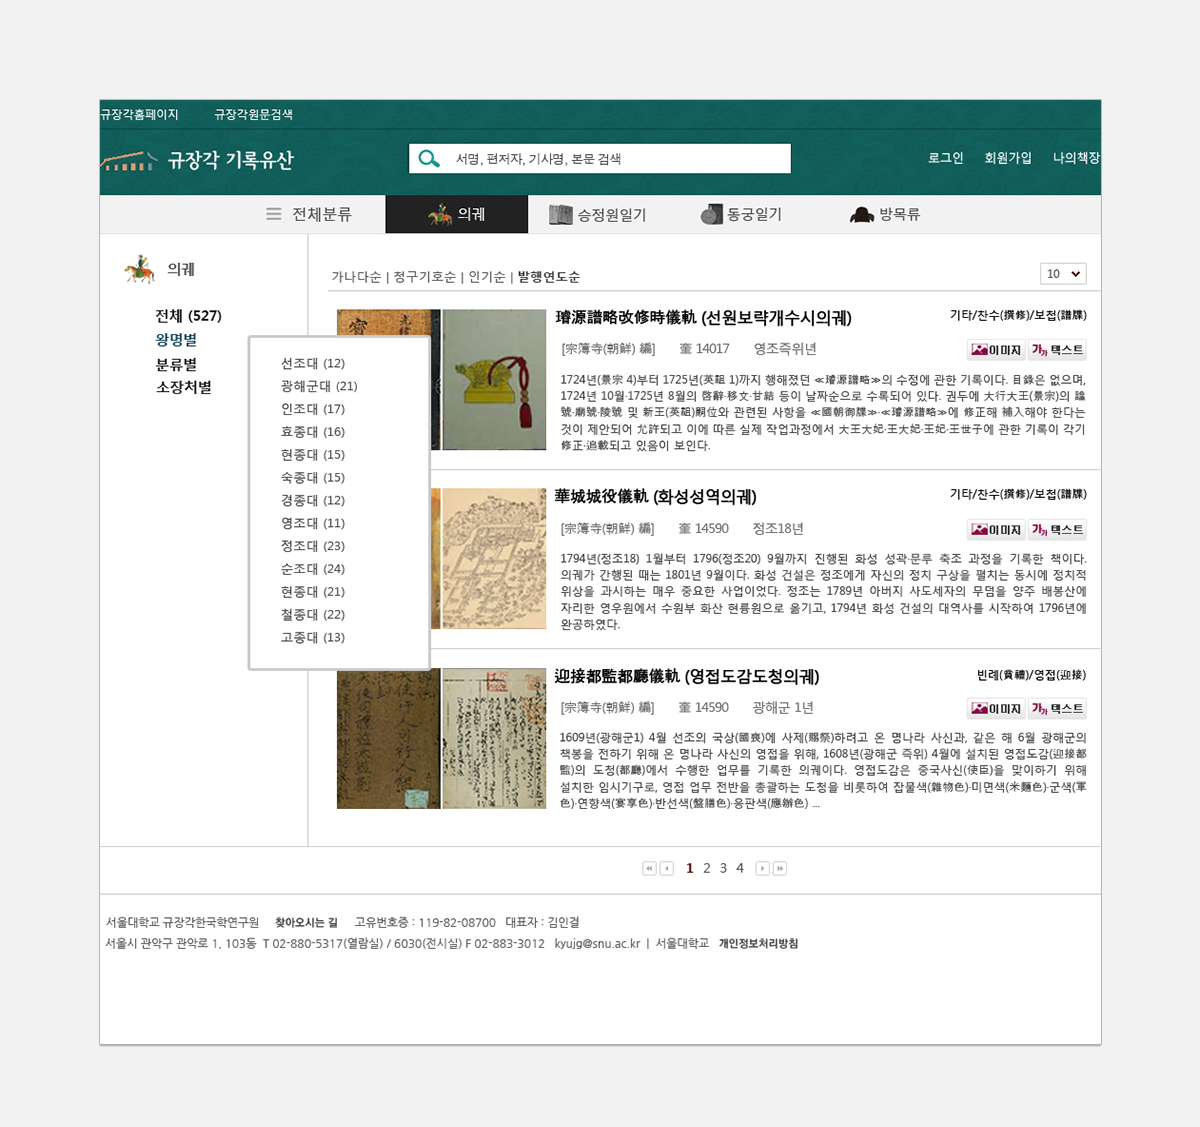 규장각홈페이지 규장각원문검색
규장각 기록유산
서명, 편저자, 기사명, 본문 검색
로그인 회원가입 나의책장
전체분류 의궤 승정원일기 동궁일기 방목류
의궤
전체 (527)
왕명별
분류별
소장처별
선조대 (12)
광해군대 (21)
인조대 (17)
효종대 (16)
현종대 (15)
숙종대 (15)
경종대 (12)
영조대 (11)
정조대 (23)
순조대 (24)
현종대 (21)
철종대 (22)
고종대 (13)
가나다순 | 청구기호순 | 인기순 | 발행연도순
10
璿源譜略改修時儀軌 (선원보략개수시의궤)
기타/찬수(撰修)/보첩(譜牒)
[宗簿寺(朝鮮) 編] 奎 14017 영조즉위년
이미지 텍스트
1724년(景宗 4)부터 1725년(英祖 1)까지 행해졌던 ≪璿源譜略≫의 수정에 관한 기록이다. 目錄은 없으며,
1724년 10월·1725년 8월의 啓辭·移文·甘結 등이 날짜순으로 수록되어 있다. 권두에 大行大王(景宗)의 諡
號·廟號·陵號 및 新王(英祖)嗣位와 관련된 사항을 ≪國朝御牒≫·≪璿源譜略≫에 修正해 補入해야 한다는
것이 제안되어 允許되고 이에 따른 실제 작업과정에서 大王大妃·王大妃·王妃·王世子에 관한 기록이 각기
修正·追載되고 있음이 보인다.
華城城役儀軌 (화성성역의궤)
기타/찬수(撰修)/보첩(譜牒)
[宗簿寺(朝鮮) 編] 奎 14590 정조18년
이미지 텍스트
1794년(정조18) 1월부터 1796(정조20) 9월까지 진행된 화성 성곽·문루 축조 과정을 기록한 책이다.
의궤가 간행된 때는 1801년 9월이다. 화성 건설은 정조에게 자신의 정치 구상을 펼치는 동시에 정치적
위상을 과시하는 매우 중요한 사업이었다. 정조는 1789년 아버지 사도세자의 무덤을 양주 배봉산에
자리한 영우원에서 수원부 화산 현륭원으로 옮기고, 1794년 화성 건설의 대역사를 시작하여 1796년에
완공하였다.
迎接都監都廳儀軌 (영접도감도청의궤)
빈례(賓禮)/영접(迎接)
[宗簿寺(朝鮮) 編] 奎 14590 광해군 1년
이미지 텍스트
1609년(광해군1) 4월 선조의 국상(國喪)에 사제(賜祭)하려고 온 명나라 사신과, 같은 해 6월 광해군의
책봉을 전하기 위해 온 명나라 사신의 영접을 위해, 1608년(광해군 즉위) 4월에 설치된 영접도감(迎接都
監)의 도청(都廳)에서 수행한 업무를 기록한 의궤이다. 영접도감은 중국사신(使臣)을 맞이하기 위해
설치한 임시기구로, 영접 업무 전반을 총괄하는 도청을 비롯하여 잡물색(雜物色)·미면색(米麵色)·군색(軍
色)·연향색(宴享色)·반선색(盤膳色)·응판색(應辦色) ...
1 2 3 4
서울대학교 규장각한국학연구원 찾아오시는 길 고유번호증 : 119-82-08700 대표자 : 김인걸
서울시 관악구 관악로 1, 103동 T 02-880-5317(열람실) / 6030(전시실) F 02-883-3012 kyujg@snu.ac.kr | 서울대학교 개인정보처리방침